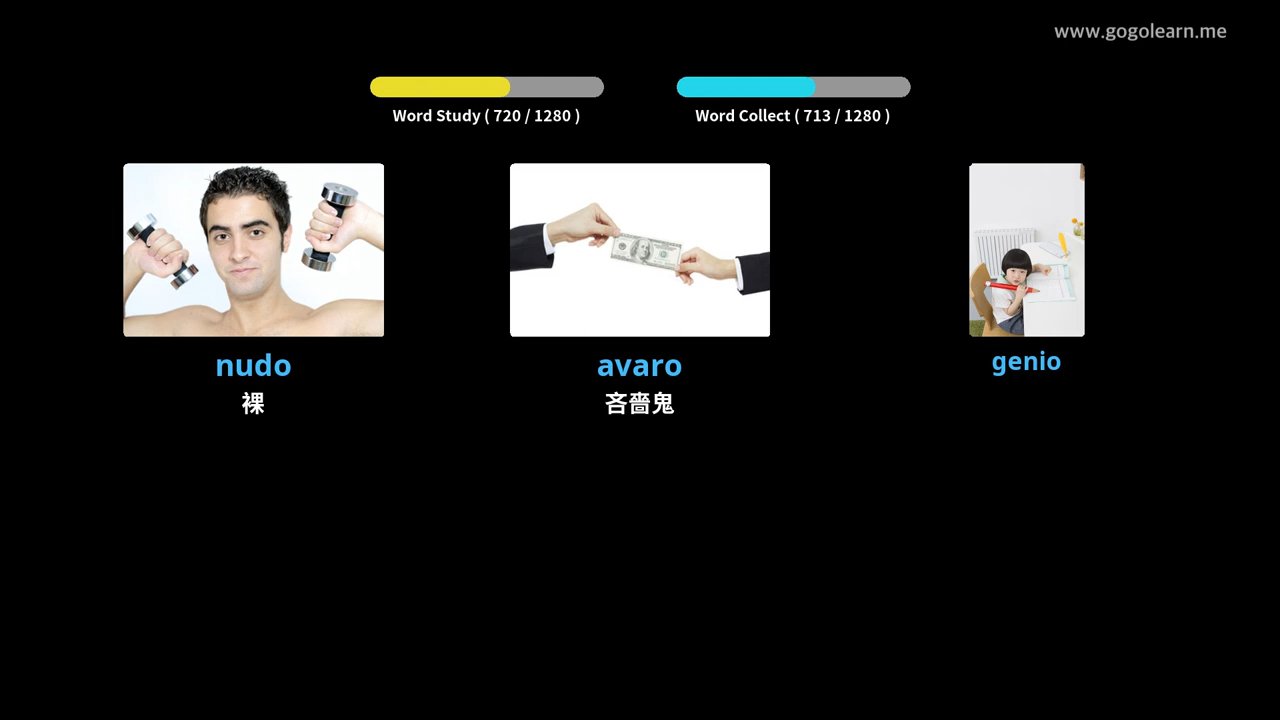 www.gogolearn.me
Word Study ( 720 / 1280 )
Word Collect ( 713 / 1280 )
nudo
裸
avaro
吝嗇鬼
genio